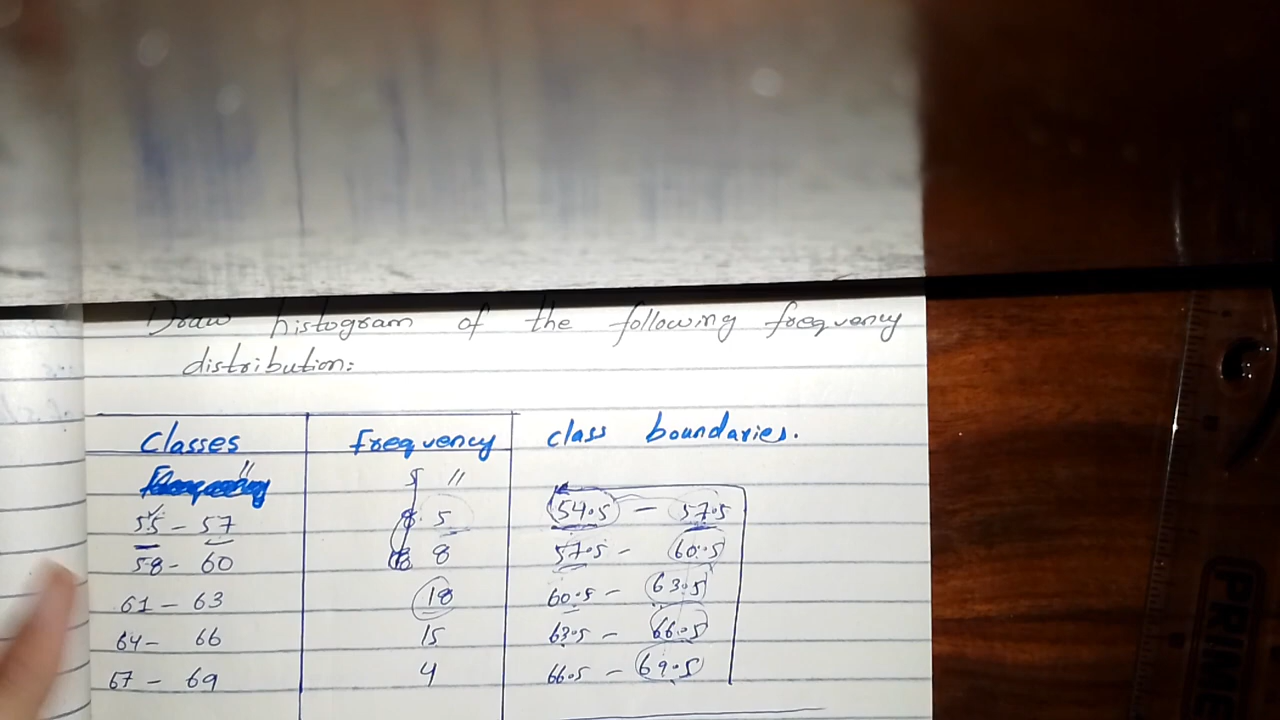 Draw histogram of the following frequency
distribution:
Classes Frequency class boundaries.
5 "
55 - 57 5 54.5 - 57.5
58 - 60 8 57.5 - 60.5
61 - 63 18 60.5 - 63.5
64 - 66 15 63.5 - 66.5
67 - 69 4 66.5 - 69.5
PRIME